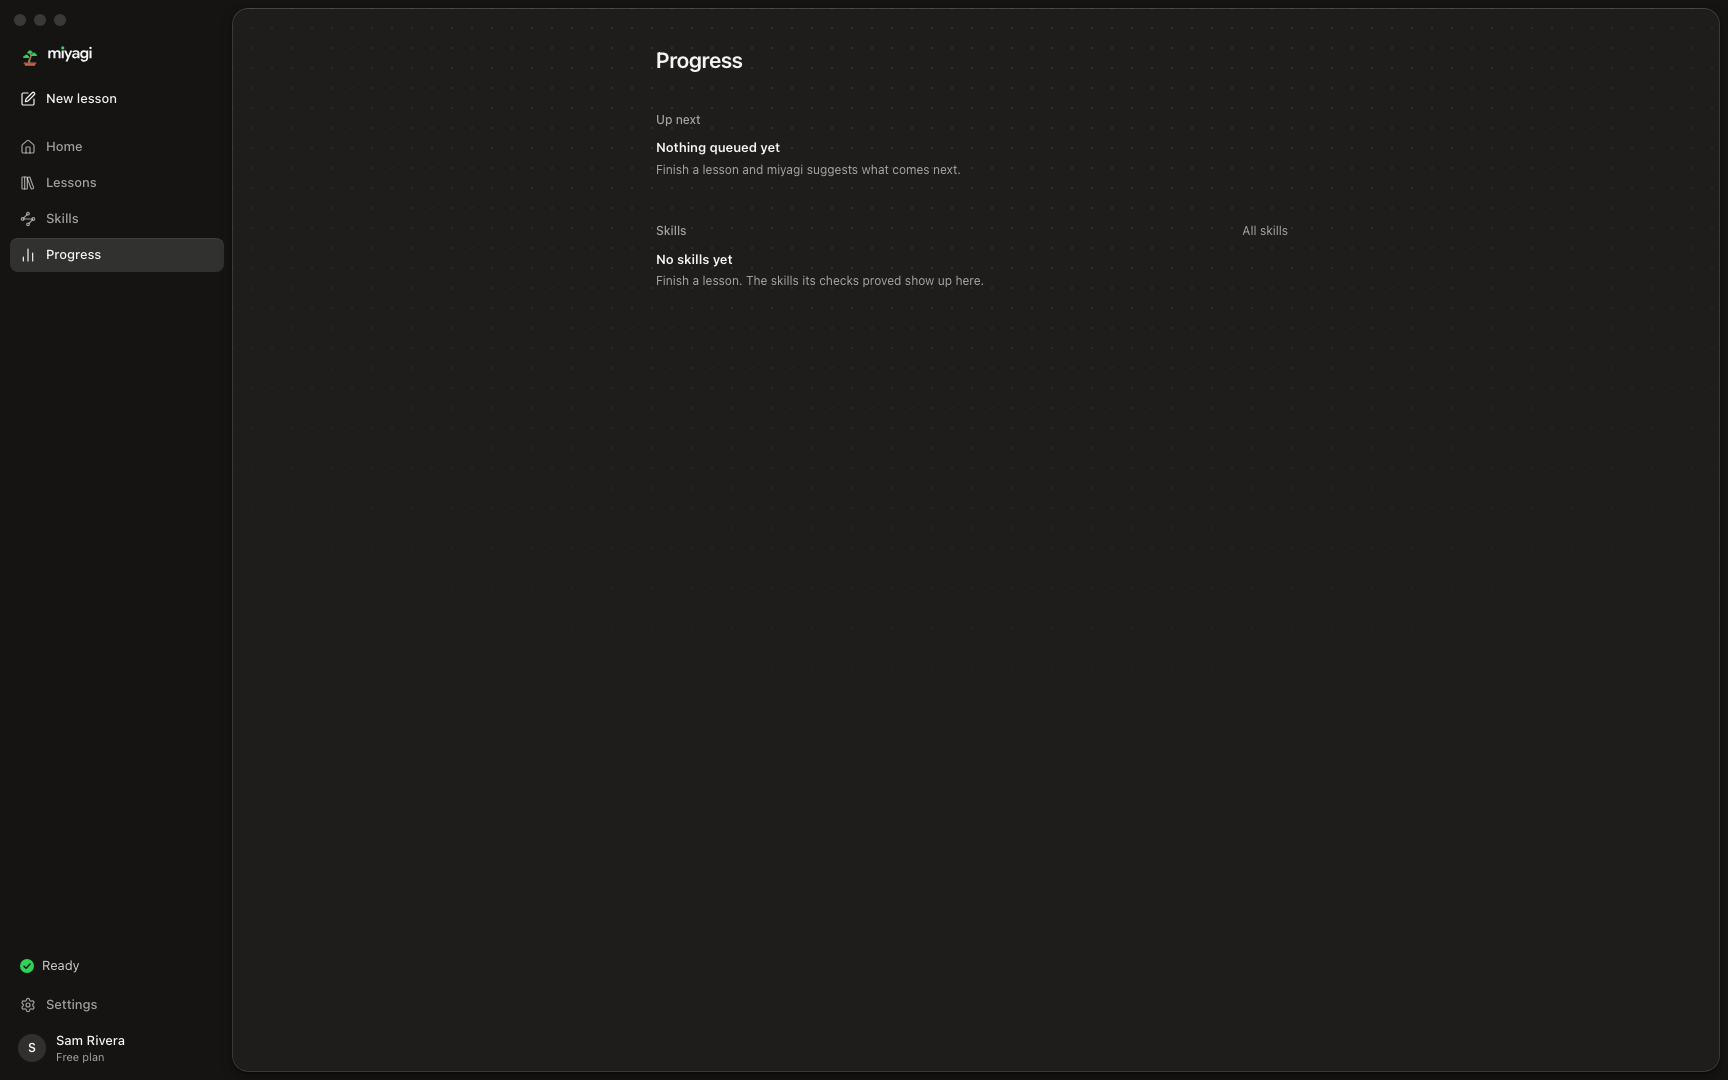 miyagi
New lesson
Home
Lessons
Skills
Progress
Ready
Settings
S
Sam Rivera
Free plan
Progress
Up next
Nothing queued yet
Finish a lesson and miyagi suggests what comes next.
Skills
All skills
No skills yet
Finish a lesson. The skills its checks proved show up here.